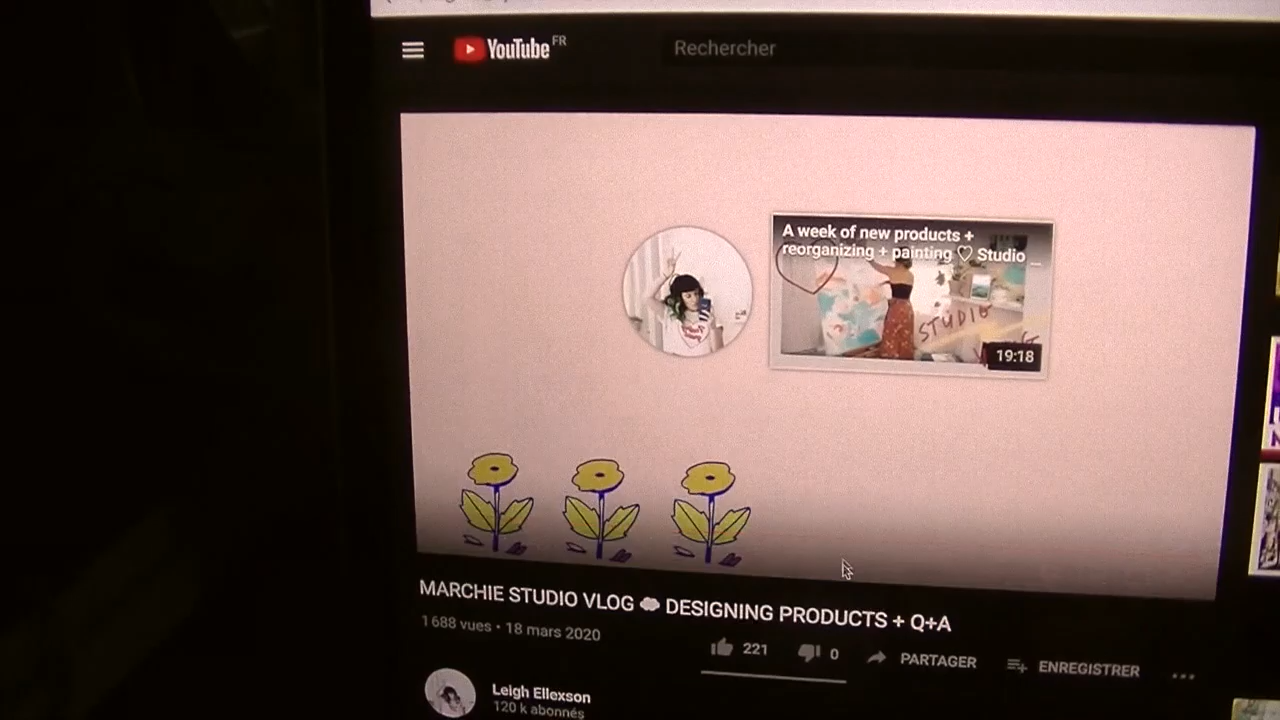 YouTube FR
Rechercher
A week of new products +
reorganizing + painting ♡ Studio _
STUDIO
19:18
MARCHIE STUDIO VLOG DESIGNING PRODUCTS + Q+A
1 688 vues • 18 mars 2020
221
0
PARTAGER
ENREGISTRER
Leigh Ellexson
120 k abonnés